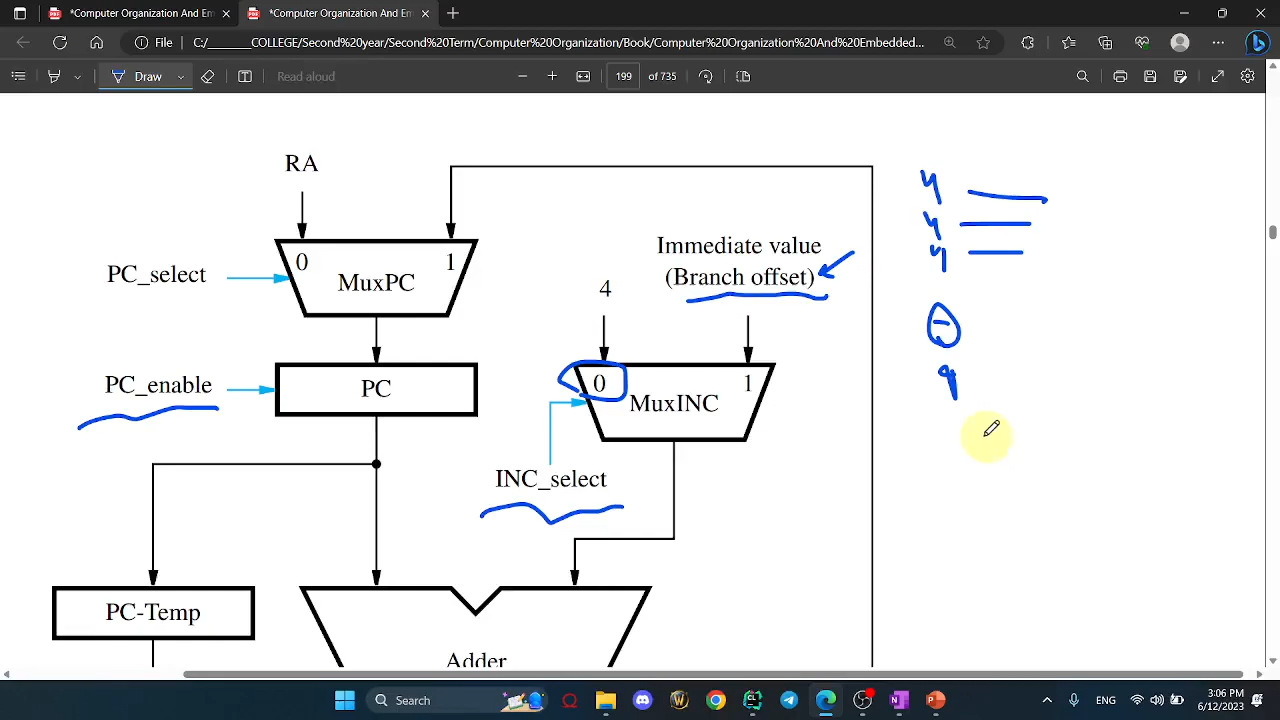 *Computer Organization And Em
*Computer Organization And Em
File
C:/______COLLEGE/Second%20year/Second%20Term/Computer%20Organization/Book/Computer%20Organization%20And%20Embedded...
Draw
Read aloud
199 of 735
RA
PC_select
0
MuxPC
1
Immediate value
(Branch offset)
4
PC_enable
PC
0
MuxINC
1
INC_select
PC-Temp
Adder
4
4
4
Search
ENG
3:06 PM
6/12/2023